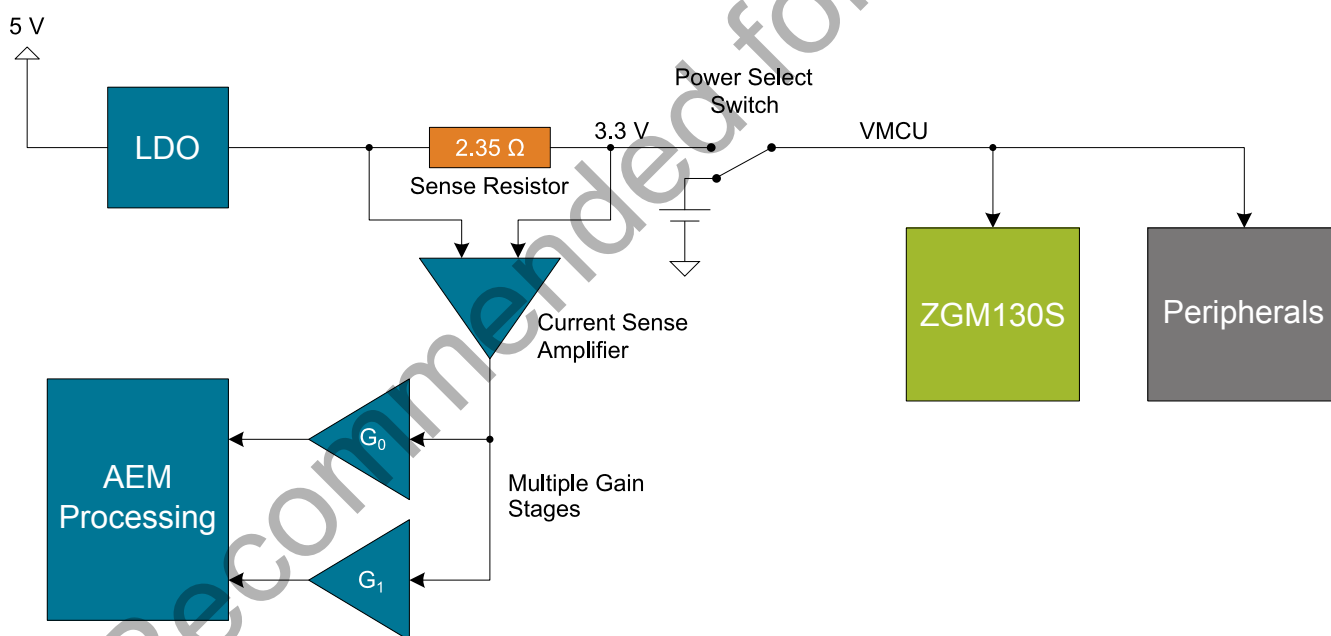 5 V
LDO
2.35 Ω
Sense Resistor
3.3 V
Power Select
Switch
VMCU
Current Sense
Amplifier
ZGM130S
Peripherals
AEM
Processing
G₀
G₁
Multiple Gain
Stages
Recommended for